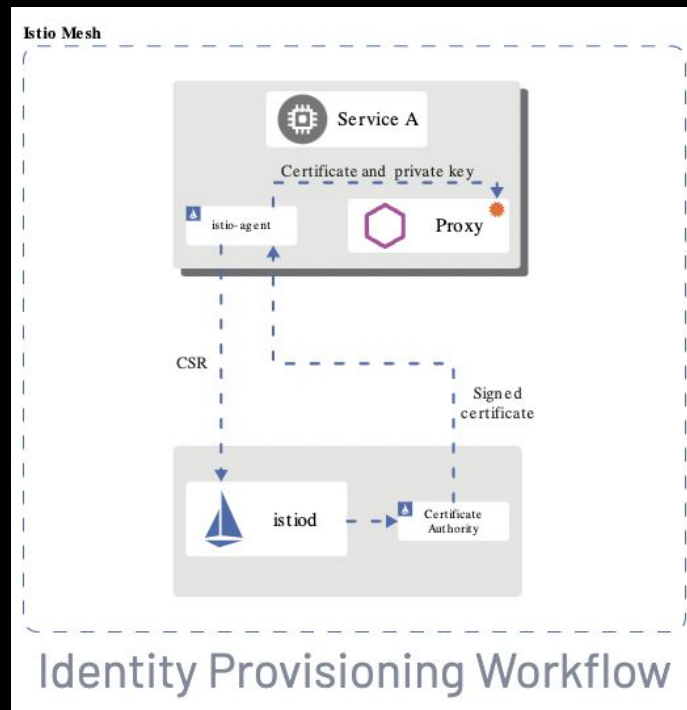 Istio Mesh
Service A
Certificate and private key
istio-agent
Proxy
CSR
Signed
certificate
istiod
Certificate
Authority
Identity Provisioning Workflow